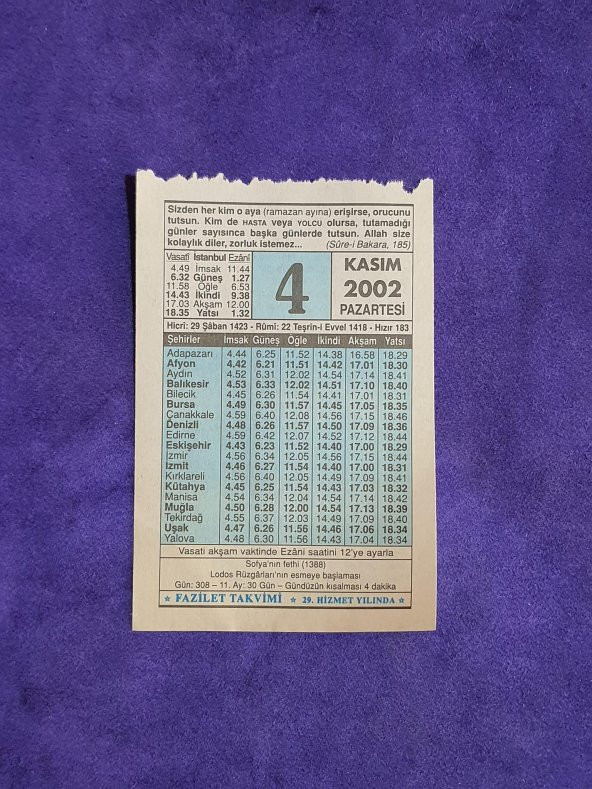 Sizden her kim o aya (ramazan ayına) erişirse, orucunu
tutsun. Kim de HASTA veya YOLCU olursa, tutamadığı
günler sayısınca başka günlerde tutsun. Allah size
kolaylık diler, zorluk istemez... (Sûre-i Bakara, 185)
Vasatî İstanbul Ezânî
4.49 İmsak 11.44
6.32 Güneş 1.27
11.58 Öğle 6.53
14.43 İkindi 9.38
17.03 Akşam 12.00
18.35 Yatsı 1.32
4
KASIM
2002
PAZARTESİ
Hicrî: 29 Şâban 1423 - Rûmî: 22 Teşrîn-i Evvel 1418 - Hızır 183
Şehirler İmsak Güneş Öğle İkindi Akşam Yatsı
Adapazarı 4.44 6.25 11.52 14.38 16.58 18.29
Afyon 4.42 6.21 11.51 14.42 17.01 18.30
Aydın 4.52 6.31 12.02 14.54 17.14 18.41
Balıkesir 4.53 6.33 12.02 14.51 17.10 18.40
Bilecik 4.45 6.26 11.54 14.41 17.01 18.31
Bursa 4.49 6.30 11.57 14.45 17.05 18.35
Çanakkale 4.59 6.40 12.08 14.56 17.15 18.46
Denizli 4.48 6.26 11.57 14.50 17.09 18.36
Edirne 4.59 6.42 12.07 14.52 17.12 18.44
Eskişehir 4.43 6.23 11.52 14.40 17.00 18.29
İzmir 4.56 6.34 12.05 14.56 17.15 18.44
İzmit 4.46 6.27 11.54 14.40 17.00 18.31
Kırklareli 4.56 6.40 12.05 14.49 17.09 18.41
Kütahya 4.45 6.25 11.54 14.43 17.03 18.32
Manisa 4.54 6.34 12.04 14.54 17.14 18.42
Muğla 4.50 6.28 12.00 14.54 17.13 18.39
Tekirdağ 4.55 6.37 12.03 14.49 17.09 18.40
Uşak 4.47 6.26 11.56 14.46 17.06 18.34
Yalova 4.48 6.30 11.56 14.43 17.04 18.34
Vasati akşam vaktinde Ezânî saatini 12'ye ayarla
Sofya'nın fethi (1388)
Lodos Rüzgârları'nın esmeye başlaması
Gün: 308 – 11. Ay: 30 Gün – Gündüzün kısalması 4 dakika
★ FAZİLET TAKVİMİ ★ 29. HİZMET YILINDA ★